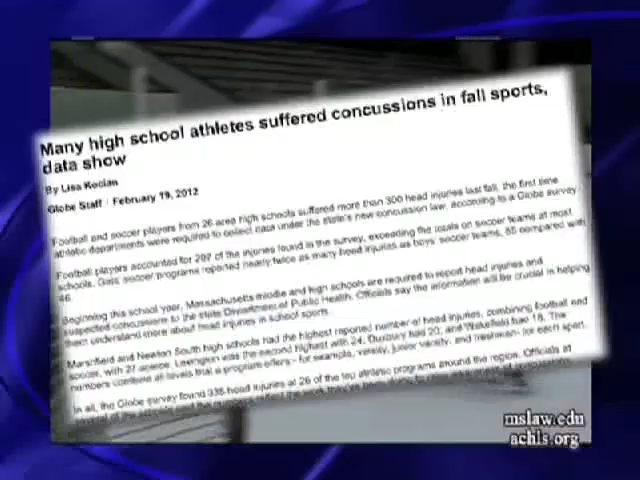 Many high school athletes suffered concussions in fall sports,
data show
By Lisa Kocian
Globe Staff / February 19, 2012
Football and soccer players from 26 area high schools suffered more than 300 head injuries last fall, the first time
athletic departments were required to collect data under the state's new concussion law, according to a Globe survey
Football players accounted for 207 of the injuries found in the survey, exceeding the totals on soccer teams at most
schools. Girls' soccer programs reported nearly twice as many head injuries as boys' soccer teams, 85 compared with
46.
Beginning this school year, Massachusetts middle and high schools are required to report head injuries and
suspected concussions to the state Department of Public Health. Officials say the information will be crucial in helping
them understand more about head injuries in school sports.
Marshfield and Newton South high schools had the highest reported number of head injuries, combining football and
soccer, with 27 apiece. Lexington was the second highest with 24, Duxbury had 20, and Wakefield had 18. The
numbers combine all levels that a program offers - for example, varsity, junior varsity, and freshman - for each sport.
In all, the Globe survey found 338 head injuries at 26 of the top athletic programs around the region. Officials at
mslaw.edu
achls.org